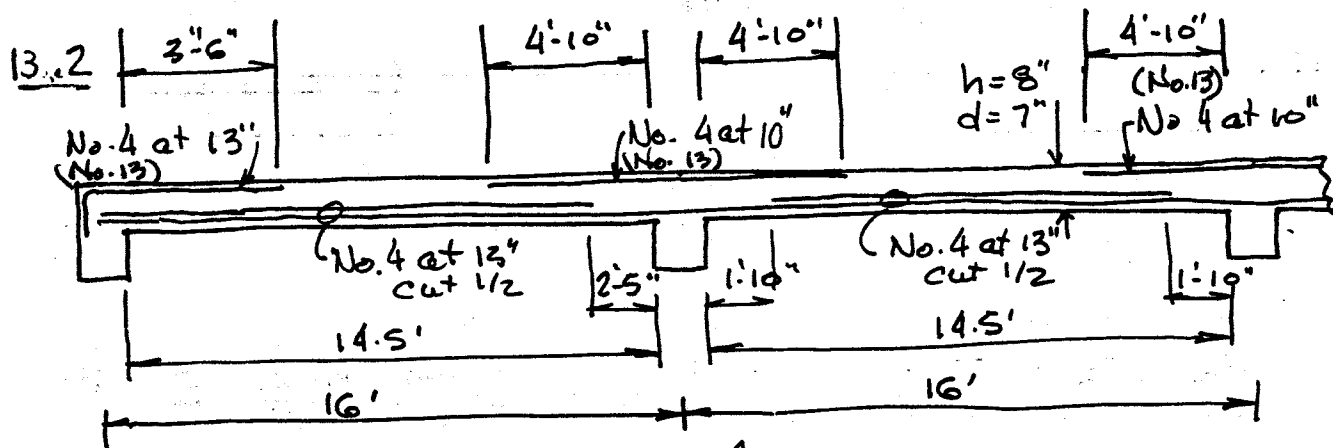 13.2
3'-6"
4'-10"
4'-10"
4'-10"
(No.13)
h=8"
d=7"
No.4 at 13"
(No.13)
No. 4 at 10"
(No. 13)
No 4 at 10"
No.4 at 13"
cut 1/2
2'-5"
1'-10"
No.4 at 13"
cut 1/2
1'-10"
14.5'
14.5'
16'
16'